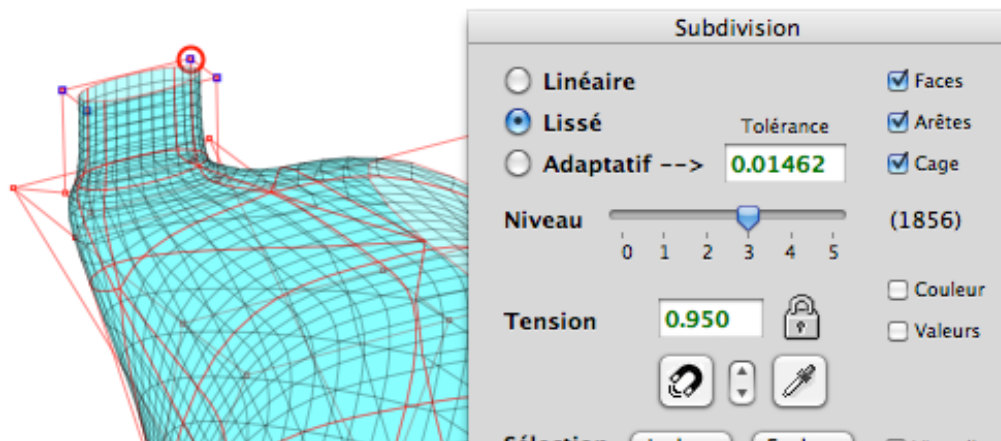 Subdivision
Linéaire
Faces
Lissé
Tolérance
Arêtes
Adaptatif -->
0.01462
Cage
Niveau
(1856)
0 1 2 3 4 5
Couleur
Tension
0.950
Valeurs
Sélection